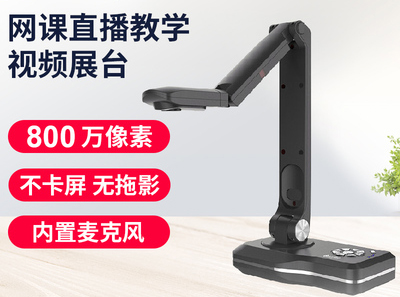 网课直播教学
视频展台
800 万像素
不卡屏 无拖影
内置麦克风